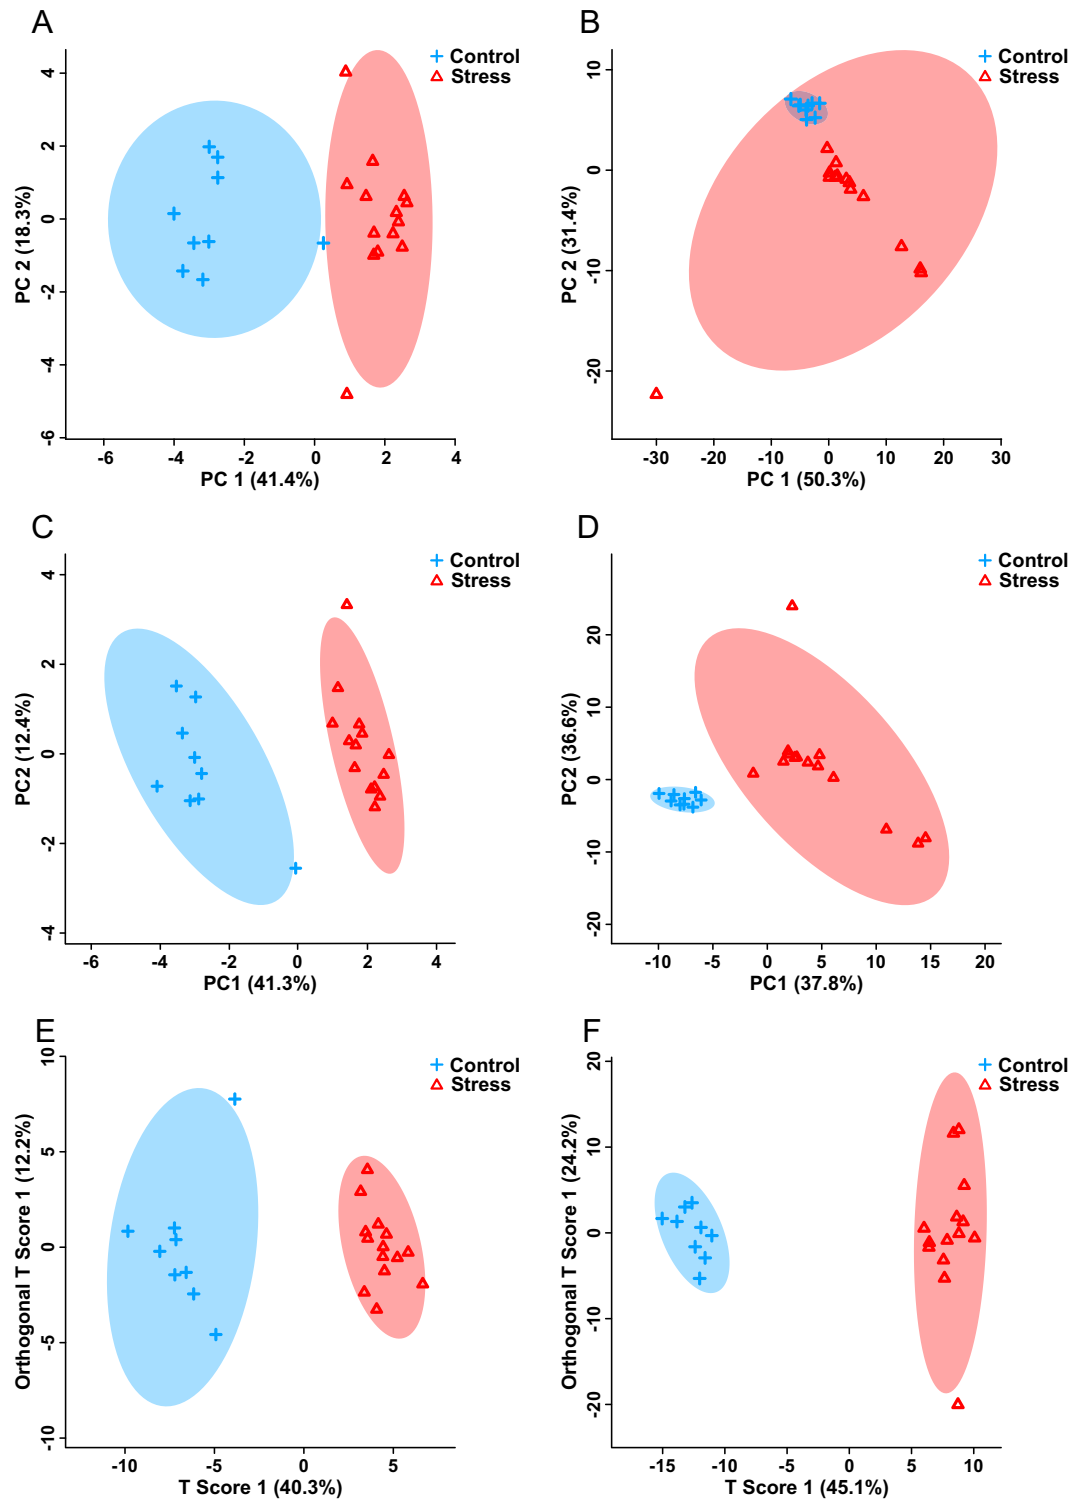 A
Control
Stress
4
2
0
-2
-4
-6
PC 2 (18.3%)
-6 -4 -2 0 2 4
PC 1 (41.4%)
B
Control
Stress
10
0
-10
-20
PC 2 (31.4%)
-30 -20 -10 0 10 20 30
PC 1 (50.3%)
C
Control
Stress
4
2
0
2
-4
PC2 (12.4%)
-6 -4 -2 0 2 4
PC1 (41.3%)
D
Control
Stress
20
10
0
-10
-20
PC2 (36.6%)
-10 -5 0 5 10 15 20
PC1 (37.8%)
E
Control
Stress
10
5
0
-5
-10
Orthogonal T Score 1 (12.2%)
-10 -5 0 5
T Score 1 (40.3%)
F
Control
Stress
20
10
0
-10
-20
Orthogonal T Score 1 (24.2%)
-15 -10 -5 0 5 10
T Score 1 (45.1%)